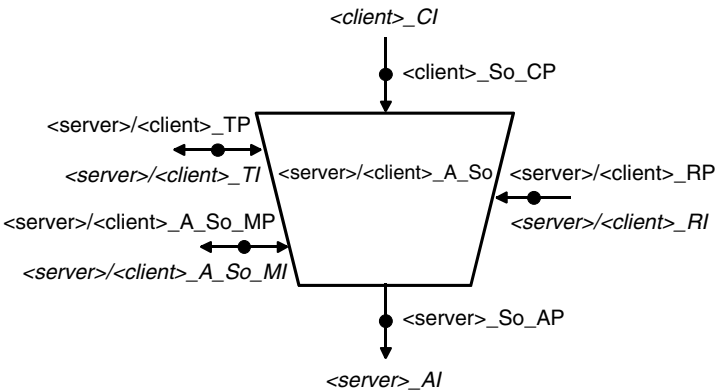 <client>_CI
<client>_So_CP
<server>/<client>_TP
<server>/<client>_TI
<server>/<client>_A_So
<server>/<client>_RP
<server>/<client>_RI
<server>/<client>_A_So_MP
<server>/<client>_A_So_MI
<server>_So_AP
<server>_AI